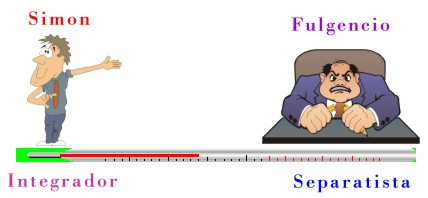 Simon
Fulgencio
Integrador
Separatista